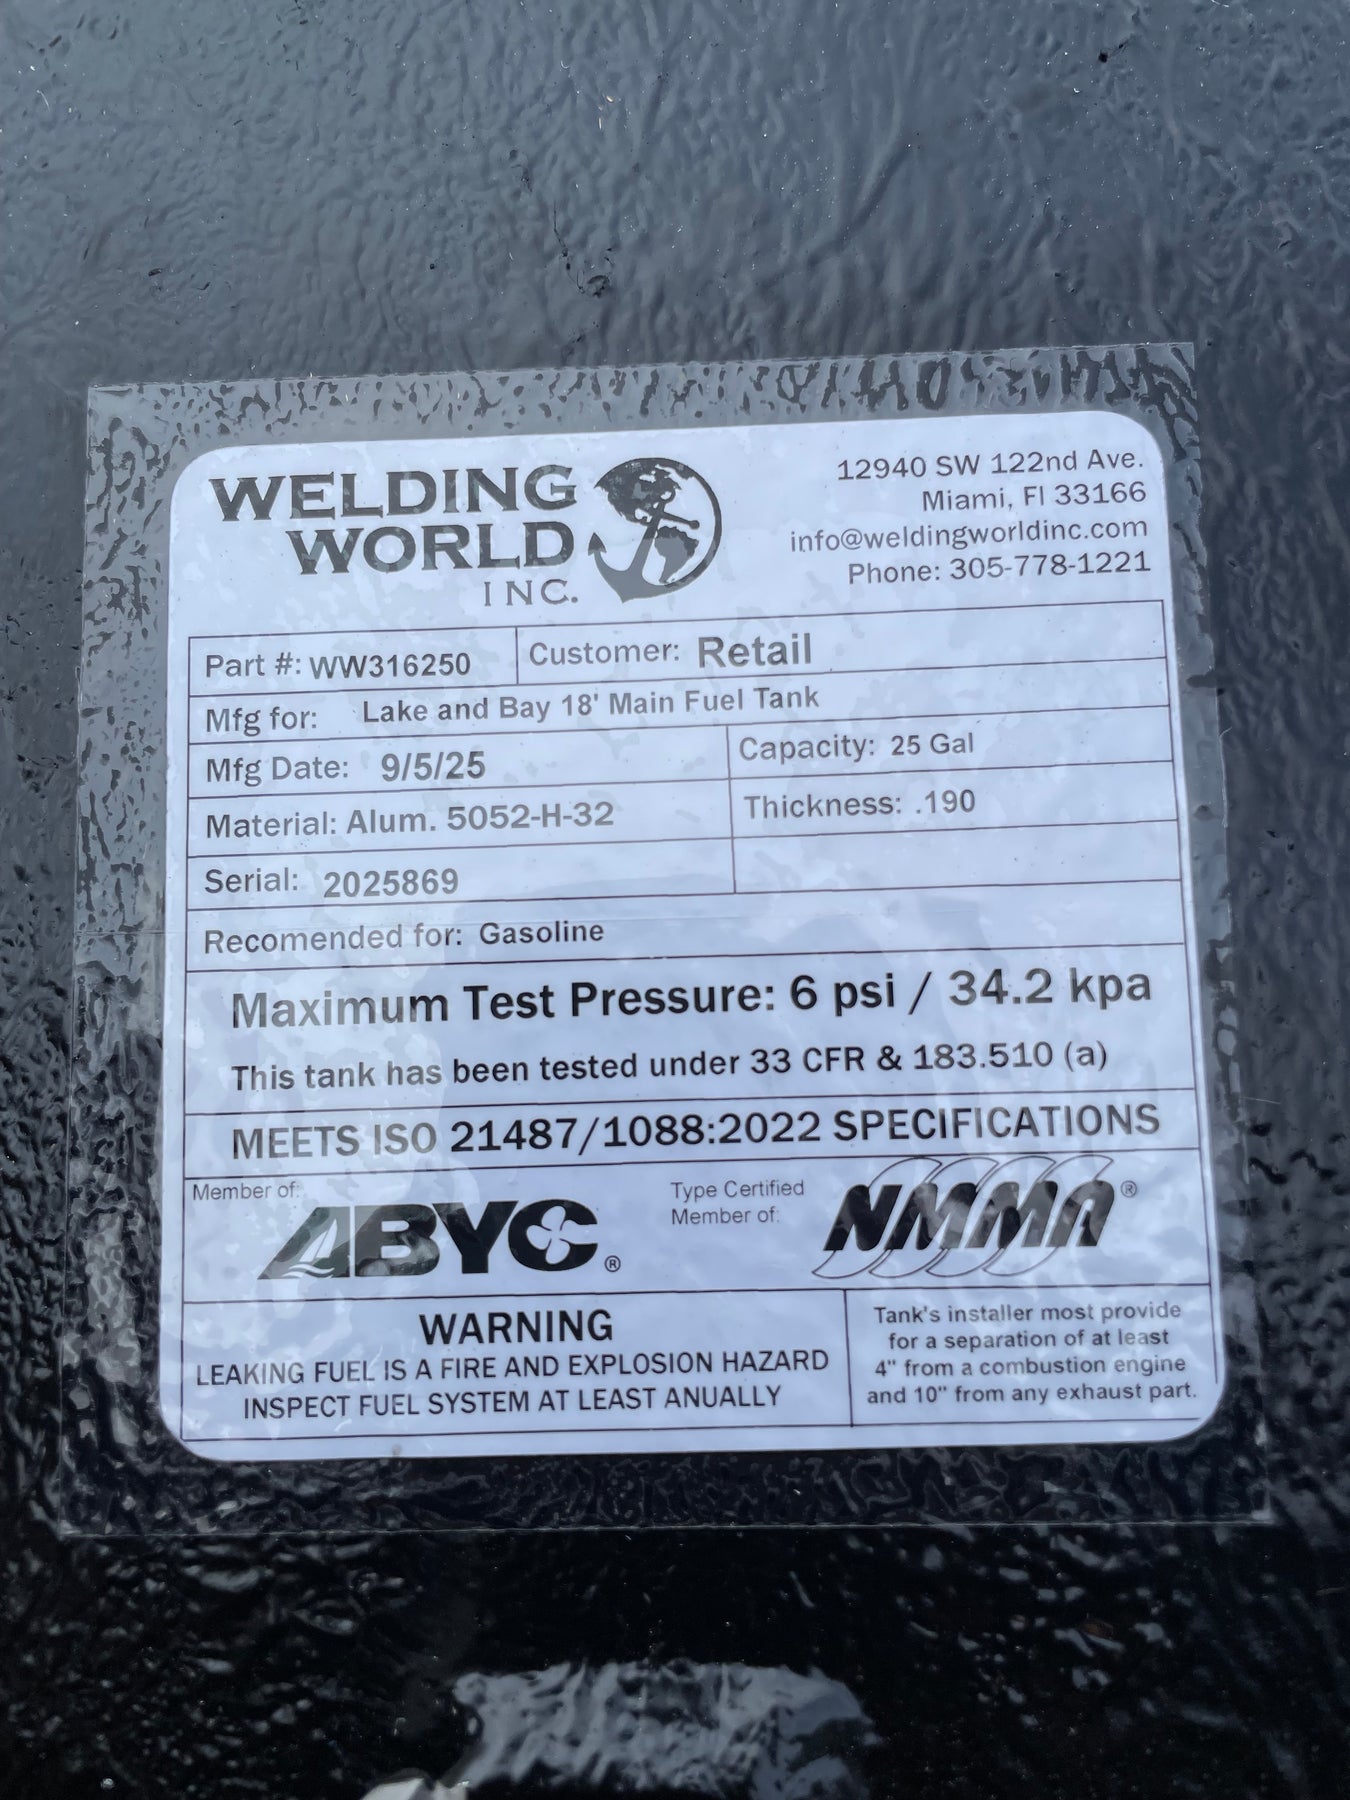 WELDING
WORLD
INC.
12940 SW 122nd Ave.
Miami, Fl 33166
info@weldingworldinc.com
Phone: 305-778-1221
Part #: WW316250 Customer: Retail
Mfg for: Lake and Bay 18' Main Fuel Tank
Mfg Date: 9/5/25 Capacity: 25 Gal
Material: Alum. 5052-H-32 Thickness: .190
Serial: 2025869
Recomended for: Gasoline
Maximum Test Pressure: 6 psi / 34.2 kpa
This tank has been tested under 33 CFR & 183.510 (a)
MEETS ISO 21487/1088:2022 SPECIFICATIONS
Member of: ABYC®
Type Certified
Member of: NMMA®
WARNING
LEAKING FUEL IS A FIRE AND EXPLOSION HAZARD
INSPECT FUEL SYSTEM AT LEAST ANUALLY
Tank's installer most provide
for a separation of at least
4" from a combustion engine
and 10" from any exhaust part.